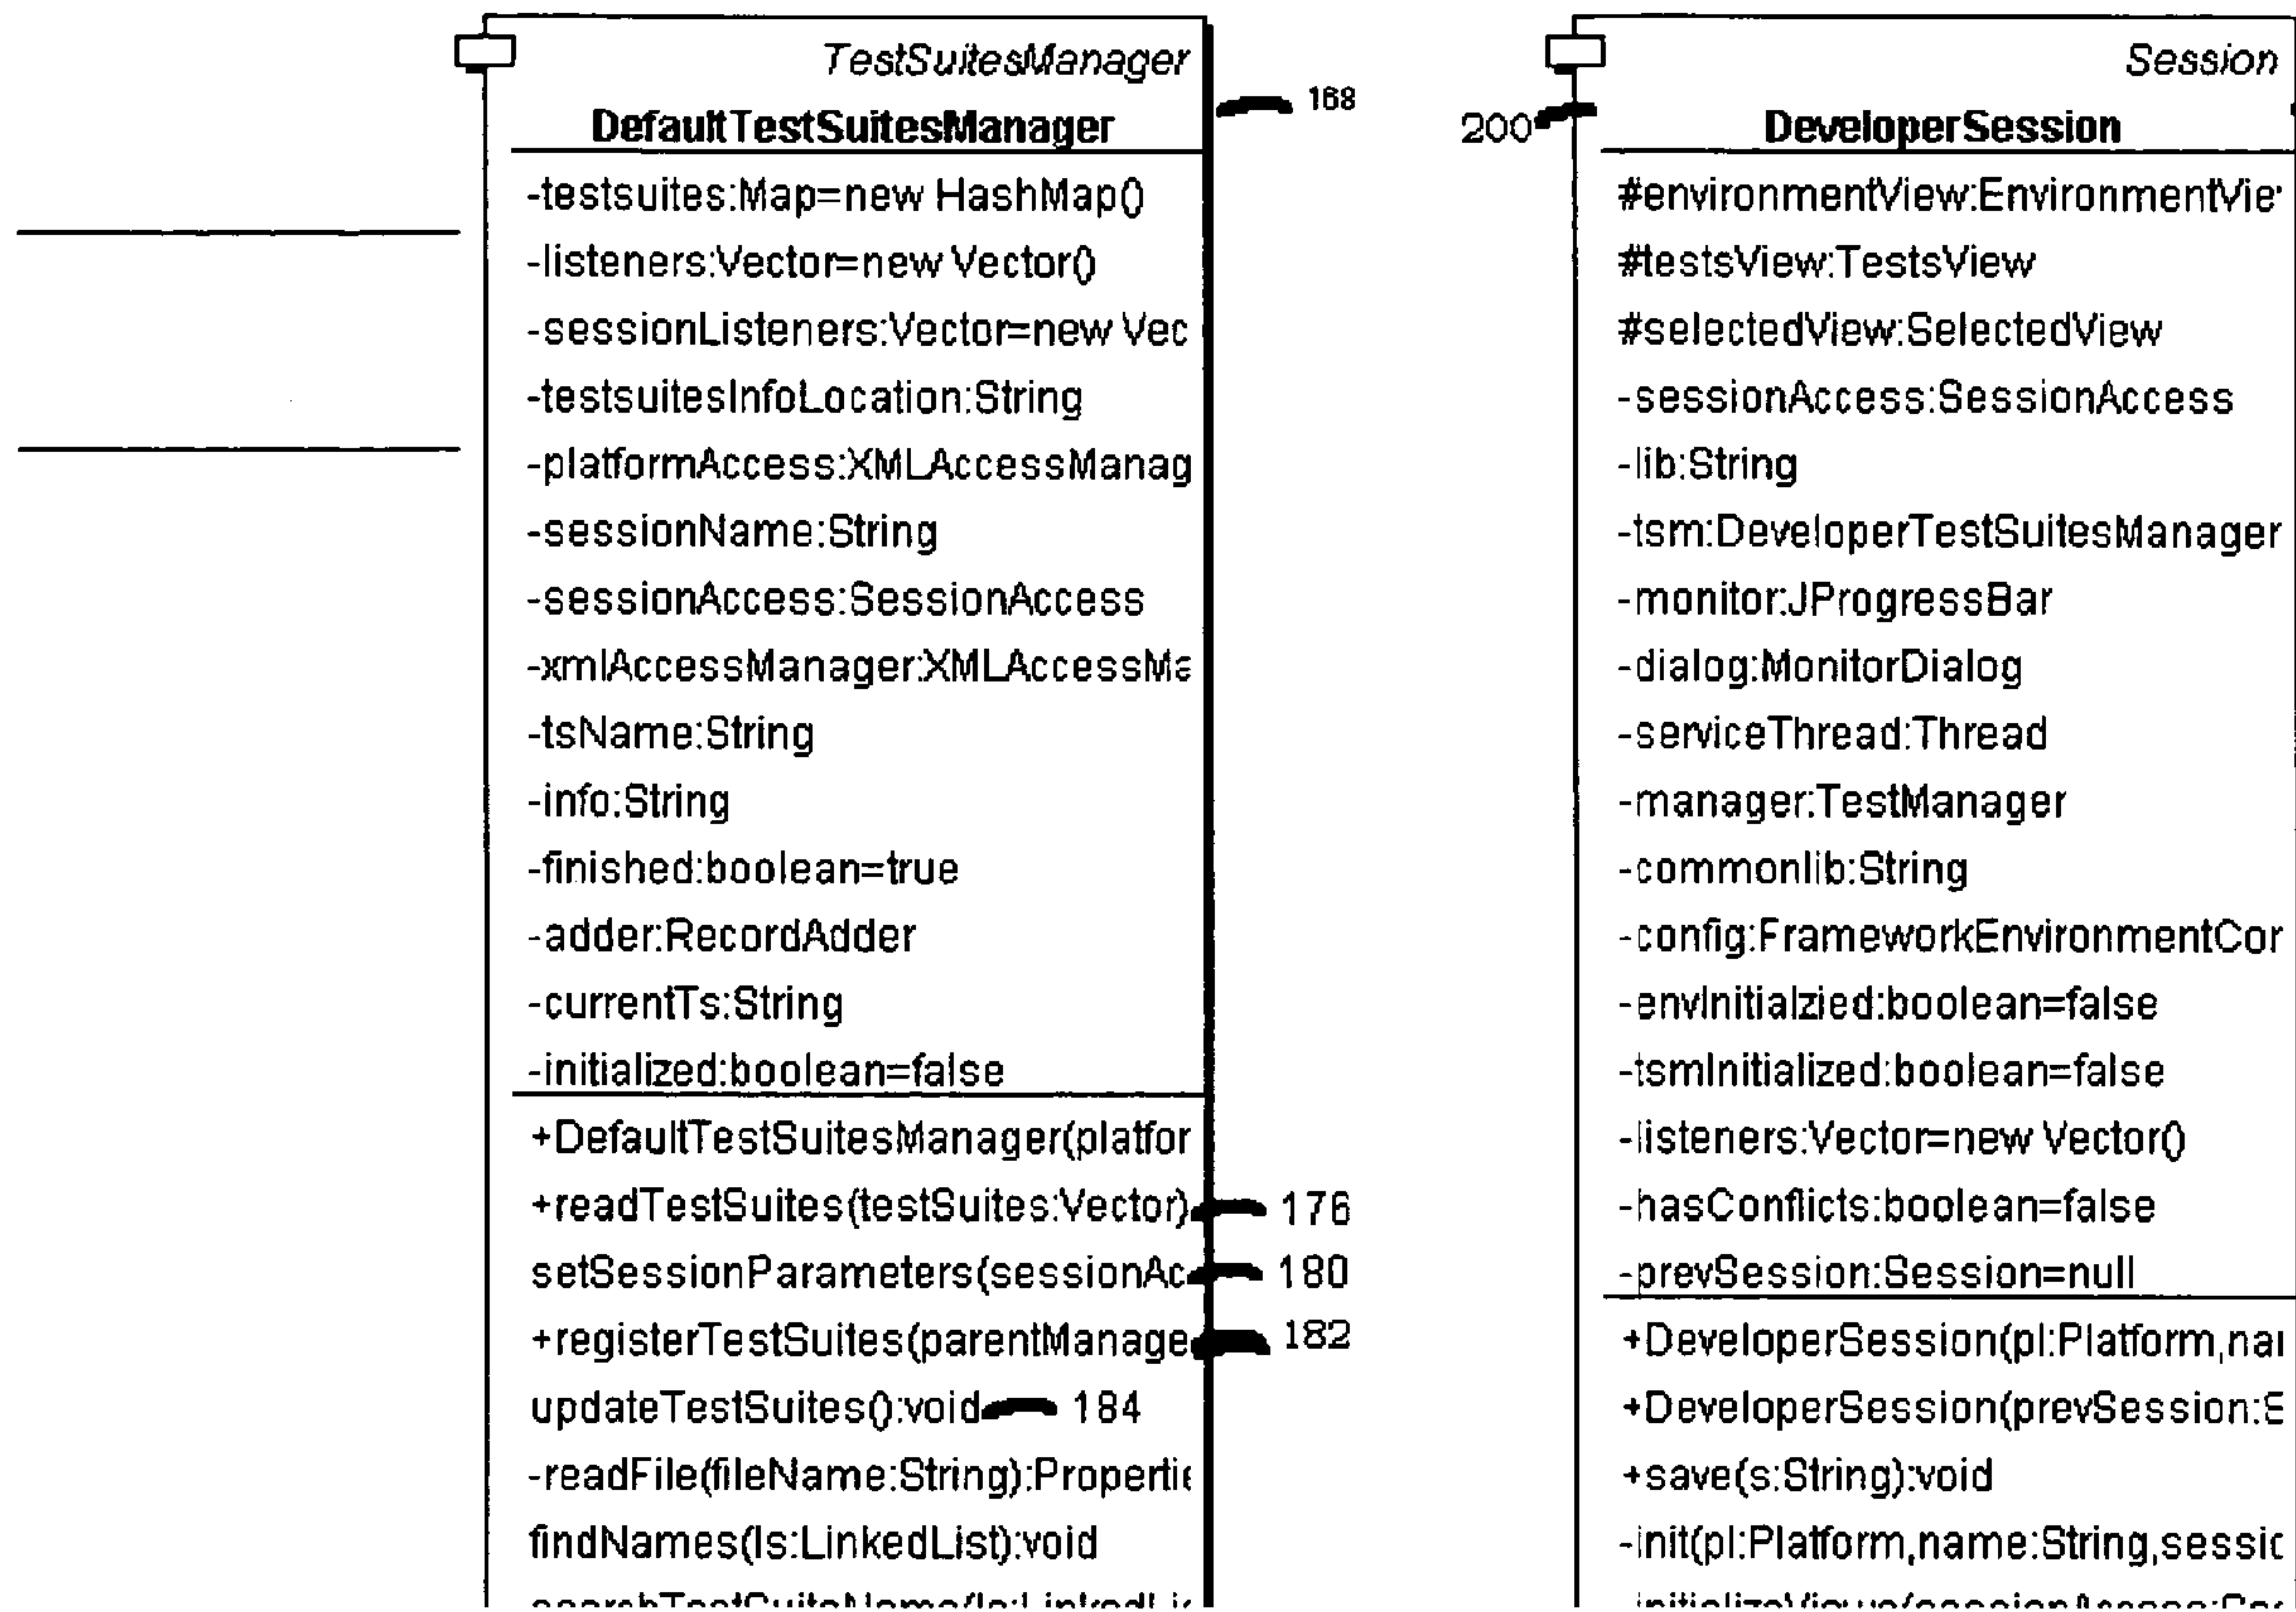 TestSuitesManager
168
DefaultTestSuitesManager
-testsuites:Map=new HashMap()
-listeners:Vector=new Vector()
-sessionListeners:Vector=new Vec
-testsuitesInfoLocation:String
-platformAccess:XMLAccessManag
-sessionName:String
-sessionAccess:SessionAccess
-xmlAccessManager:XMLAccessMa
-tsName:String
-info:String
-finished:boolean=true
-adder:RecordAdder
-currentTs:String
-initialized:boolean=false
+DefaultTestSuitesManager(platfor
+readTestSuites(testSuites:Vector) 176
setSessionParameters(sessionAc 180
+registerTestSuites(parentManage 182
updateTestSuites():void 184
-readFile(fileName:String):Propertie
findNames(ls:LinkedList):void
Session
200
DeveloperSession
#environmentView:EnvironmentVie
#testsView:TestsView
#selectedView:SelectedView
-sessionAccess:SessionAccess
-lib:String
-tsm:DeveloperTestSuitesManager
-monitor:JProgressBar
-dialog:MonitorDialog
-serviceThread:Thread
-manager:TestManager
-commonlib:String
-config:FrameworkEnvironmentCor
-envInitialzied:boolean=false
-tsmInitialized:boolean=false
-listeners:Vector=new Vector()
-hasConflicts:boolean=false
-prevSession:Session=null
+DeveloperSession(pl:Platform,nai
+DeveloperSession(prevSession:S
+save(s:String):void
-init(pl:Platform,name:String,sessic